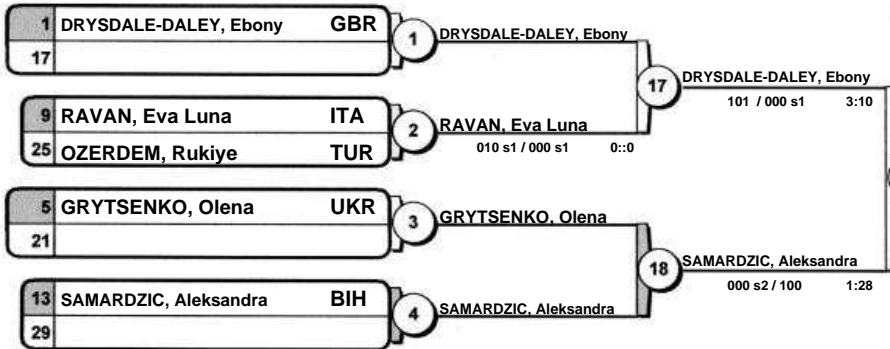 1 DRYSDALE-DALEY, Ebony GBR
17
1
DRYSDALE-DALEY, Ebony
9 RAVAN, Eva Luna ITA
25 OZERDEM, Rukiye TUR
2
RAVAN, Eva Luna
010 s1 / 000 s1 0::0
17
DRYSDALE-DALEY, Ebony
101 / 000 s1 3:10
5 GRYTSENKO, Olena UKR
21
3
GRYTSENKO, Olena
13 SAMARDZIC, Aleksandra BIH
29
4
SAMARDZIC, Aleksandra
18
SAMARDZIC, Aleksandra
000 s2 / 100 1:28